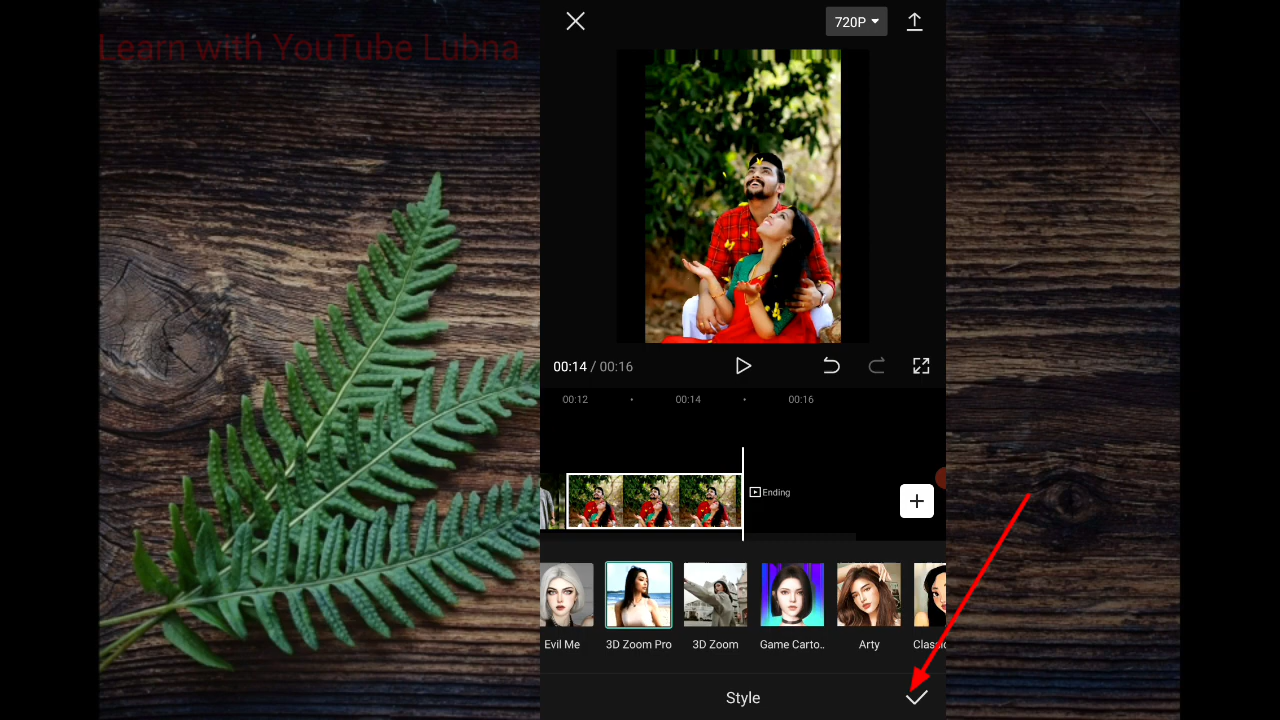 Learn with YouTube Lubna
720P
00:14 / 00:16
00:12
00:14
00:16
Ending
Evil Me
3D Zoom Pro
3D Zoom
Game Carto..
Arty
Classic
Style